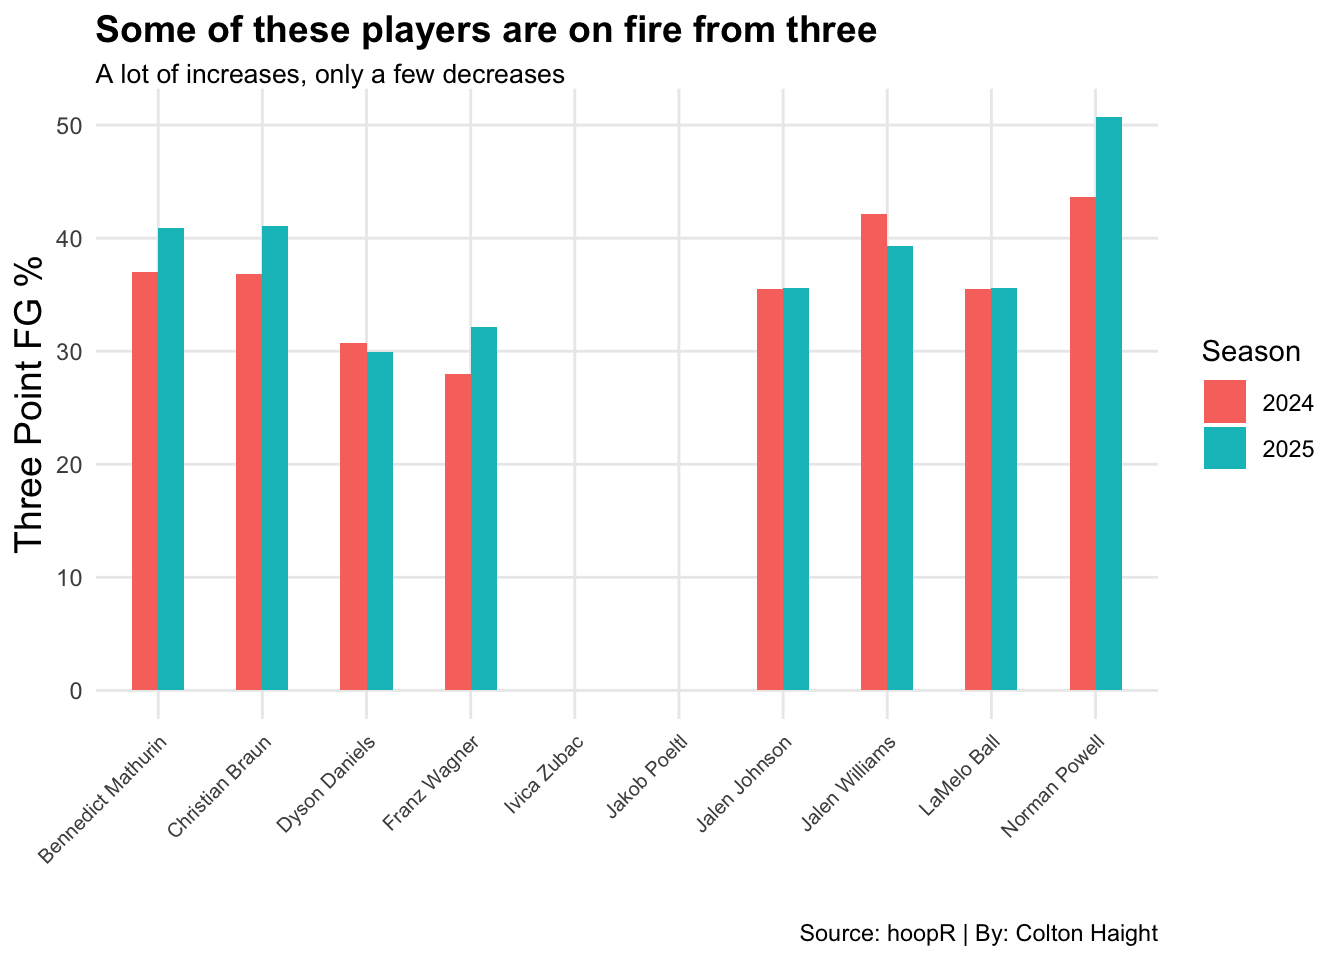 Some of these players are on fire from three
A lot of increases, only a few decreases
Three Point FG %
50
40
30
20
10
0
Bennedict Mathurin
Christian Braun
Dyson Daniels
Franz Wagner
Ivica Zubac
Jakob Poeltl
Jalen Johnson
Jalen Williams
LaMelo Ball
Norman Powell
Season
2024
2025
Source: hoopR | By: Colton Haight